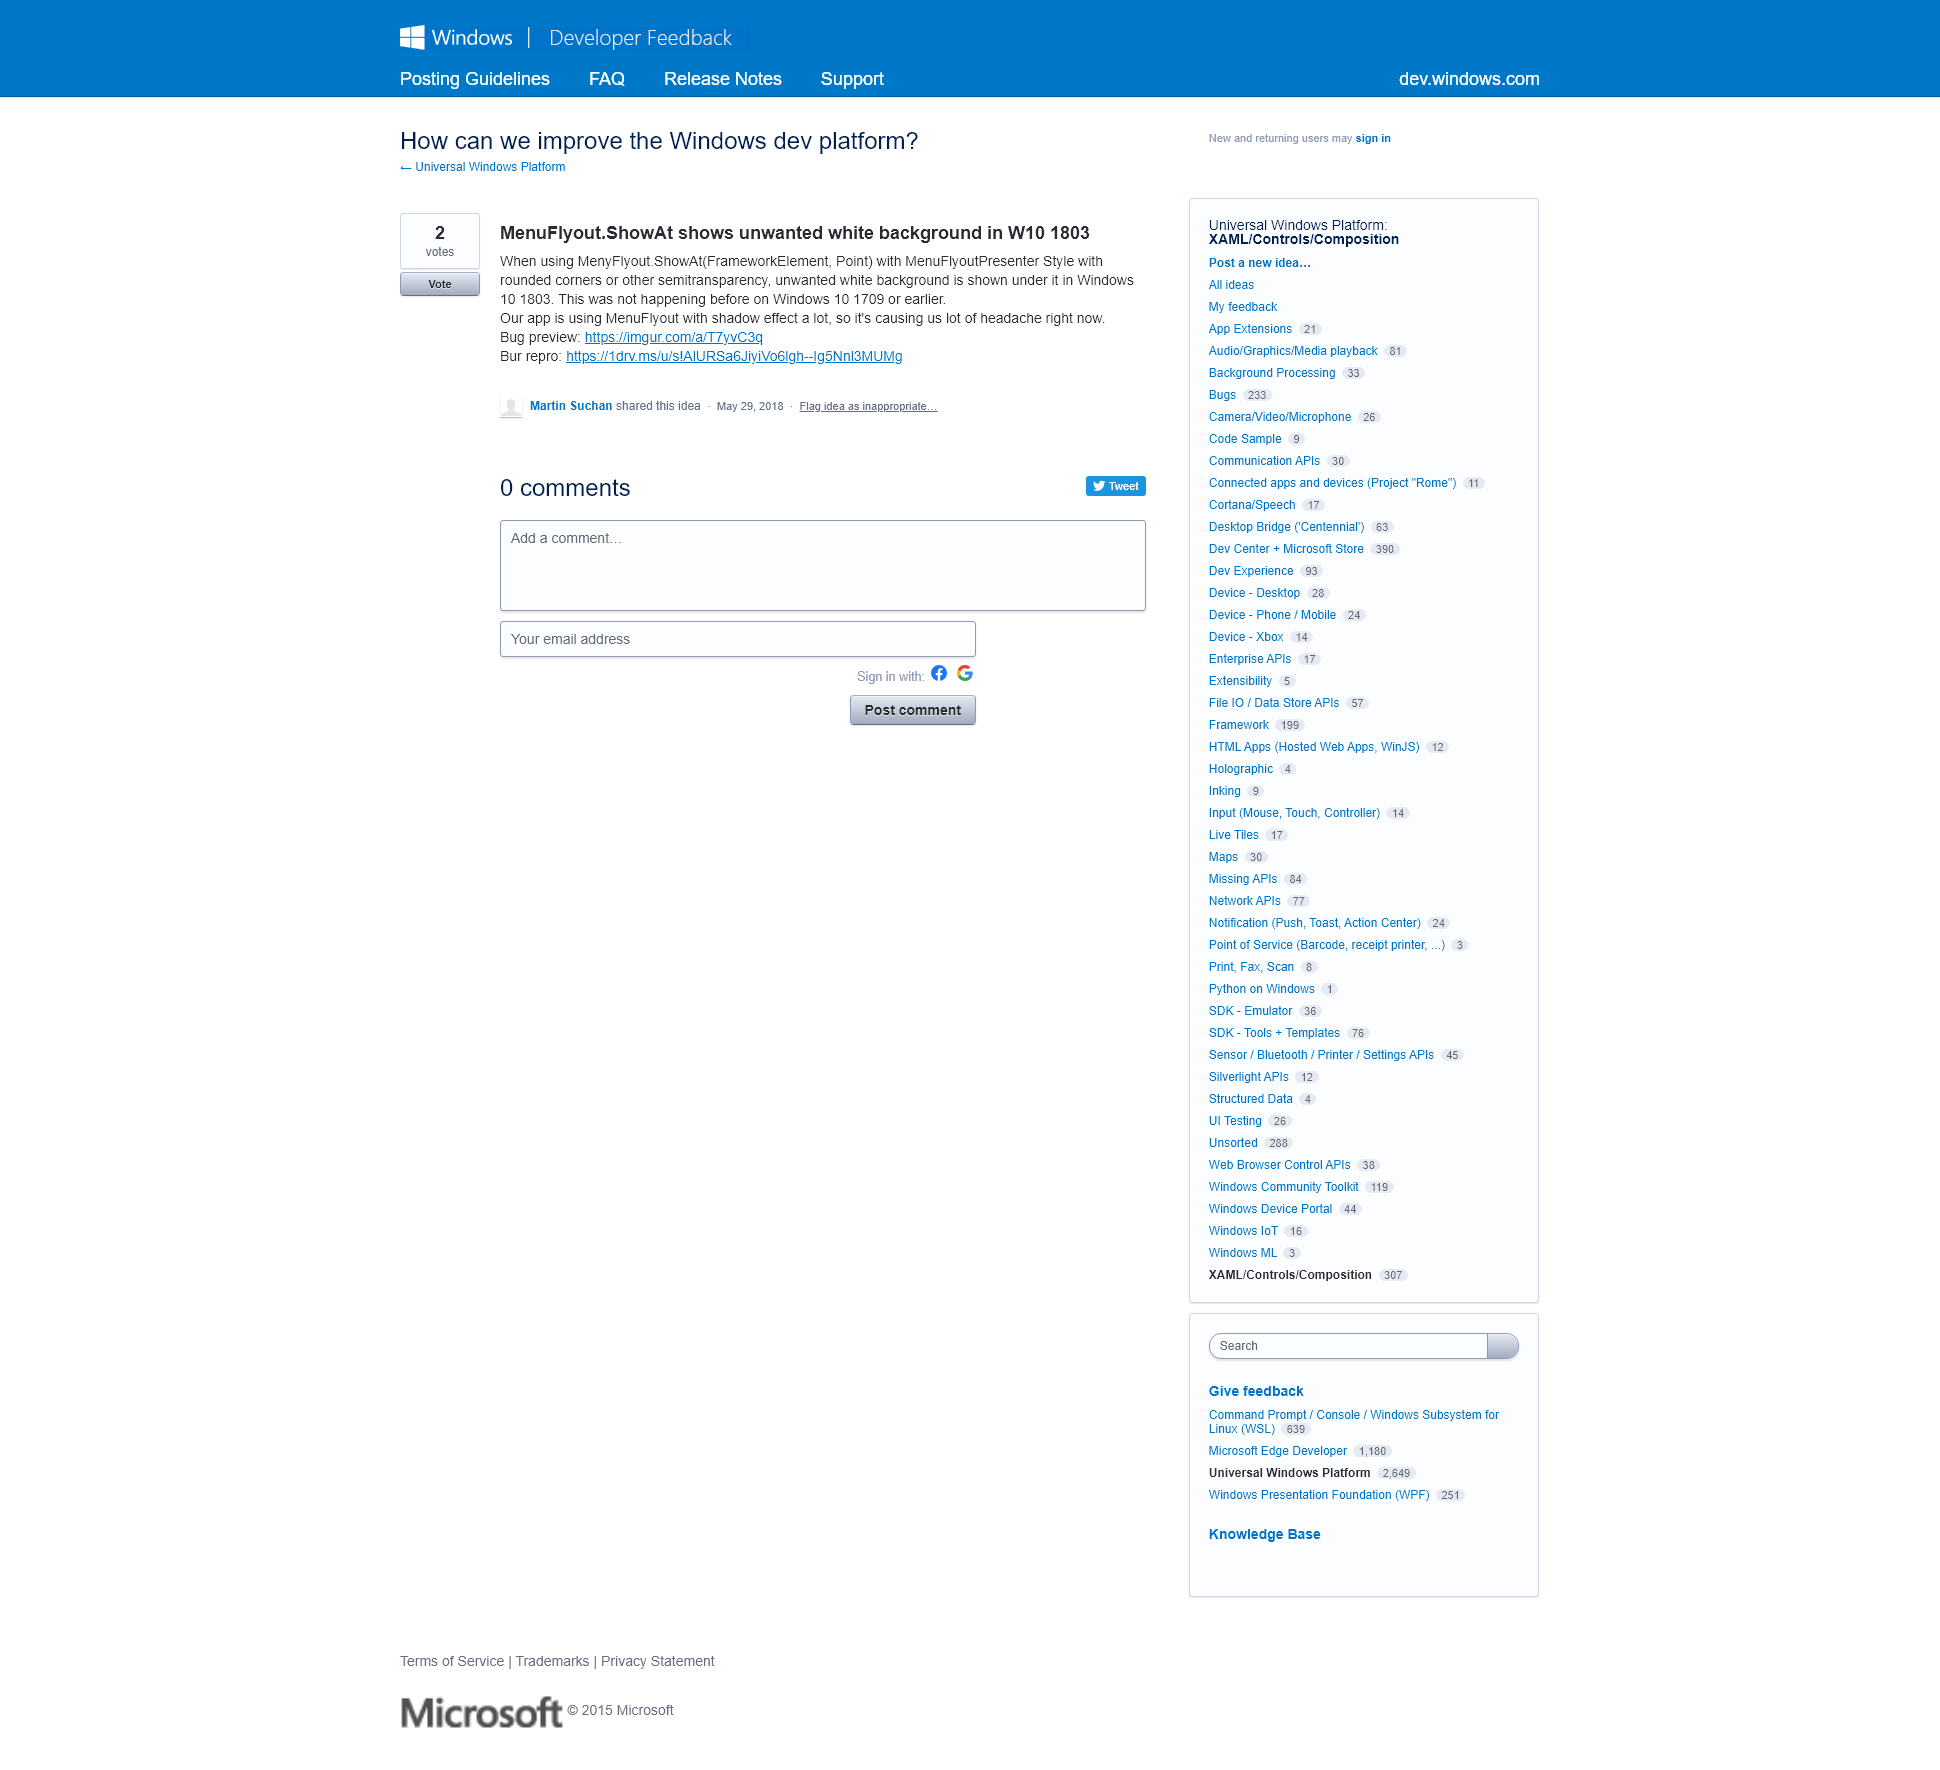 Windows | Developer Feedback
Posting Guidelines FAQ Release Notes Support dev.windows.com
How can we improve the Windows dev platform?
← Universal Windows Platform
New and returning users may sign in
2
votes
Vote
MenuFlyout.ShowAt shows unwanted white background in W10 1803
When using MenyFlyout.ShowAt(FrameworkElement, Point) with MenuFlyoutPresenter Style with
rounded corners or other semitransparency, unwanted white background is shown under it in Windows
10 1803. This was not happening before on Windows 10 1709 or earlier.
Our app is using MenuFlyout with shadow effect a lot, so it's causing us lot of headache right now.
Bug preview: https://imgur.com/a/T7yvC3q
Bur repro: 
Martin Suchan shared this idea · May 29, 2018 · Flag idea as inappropriate…
0 comments
Tweet
Add a comment…
Your email address
Sign in with:
Post comment
Universal Windows Platform:
XAML/Controls/Composition
Post a new idea…
All ideas
My feedback
App Extensions 21
Audio/Graphics/Media playback 81
Background Processing 33
Bugs 233
Camera/Video/Microphone 26
Code Sample 9
Communication APIs 30
Connected apps and devices (Project "Rome") 11
Cortana/Speech 17
Desktop Bridge ('Centennial') 63
Dev Center + Microsoft Store 390
Dev Experience 93
Device - Desktop 28
Device - Phone / Mobile 24
Device - Xbox 14
Enterprise APIs 17
Extensibility 5
File IO / Data Store APIs 57
Framework 199
HTML Apps (Hosted Web Apps, WinJS) 12
Holographic 4
Inking 9
Input (Mouse, Touch, Controller) 14
Live Tiles 17
Maps 30
Missing APIs 84
Network APIs 77
Notification (Push, Toast, Action Center) 24
Point of Service (Barcode, receipt printer, ...) 3
Print, Fax, Scan 8
Python on Windows 1
SDK - Emulator 36
SDK - Tools + Templates 76
Sensor / Bluetooth / Printer / Settings APIs 45
Silverlight APIs 12
Structured Data 4
UI Testing 26
Unsorted 288
Web Browser Control APIs 38
Windows Community Toolkit 119
Windows Device Portal 44
Windows IoT 16
Windows ML 3
XAML/Controls/Composition 307
Search
Give feedback
Command Prompt / Console / Windows Subsystem for
Linux (WSL) 639
Microsoft Edge Developer 1,180
Universal Windows Platform 2,649
Windows Presentation Foundation (WPF) 251
Knowledge Base
Terms of Service | Trademarks | Privacy Statement
Microsoft © 2015 Microsoft